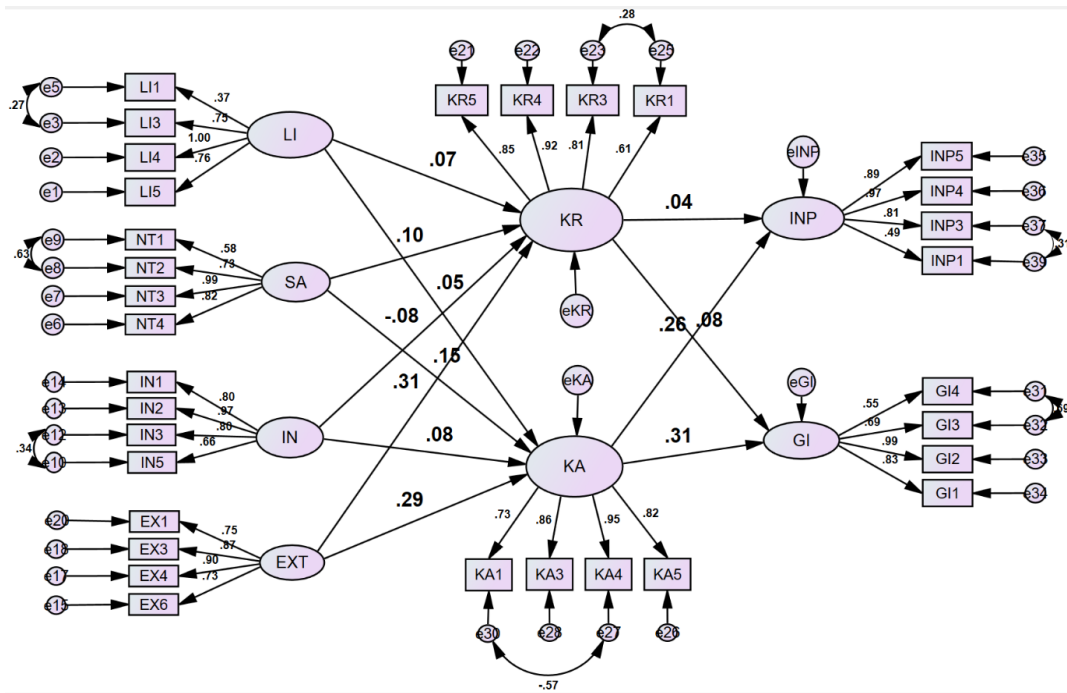 .28
e21 e22 e23 e25
KR5 KR4 KR3 KR1
.85 .92 .81 .61
e5 LI1 .37
.27
e3 LI3 .75
e2 LI4 1.00
e1 LI5 .76
LI
.07
.10
KR
.04
eKR
eINP
INP
.89 INP5 e35
.97 INP4 e36
.81 INP3 e37
.49 INP1 e39
.31
e9 NT1 .58
.63
e8 NT2 .73
e7 NT3 .99
e6 NT4 .82
SA
.05
-.08
.15
.31
.26
.08
e14 IN1 .80
e13 IN2 .97
e12 IN3 .80
.34
e10 IN5 .66
IN
.08
eKA
KA
.31
eGI
GI
.55 GI4 e31
.69 GI3 e32
.99 GI2 e33
.83 GI1 e34
e20 EX1 .75
e18 EX3 .87
e17 EX4 .90
e15 EX6 .73
EXT
.29
.73 .86 .95 .82
KA1 KA3 KA4 KA5
e30 e28 e27 e26
-.57